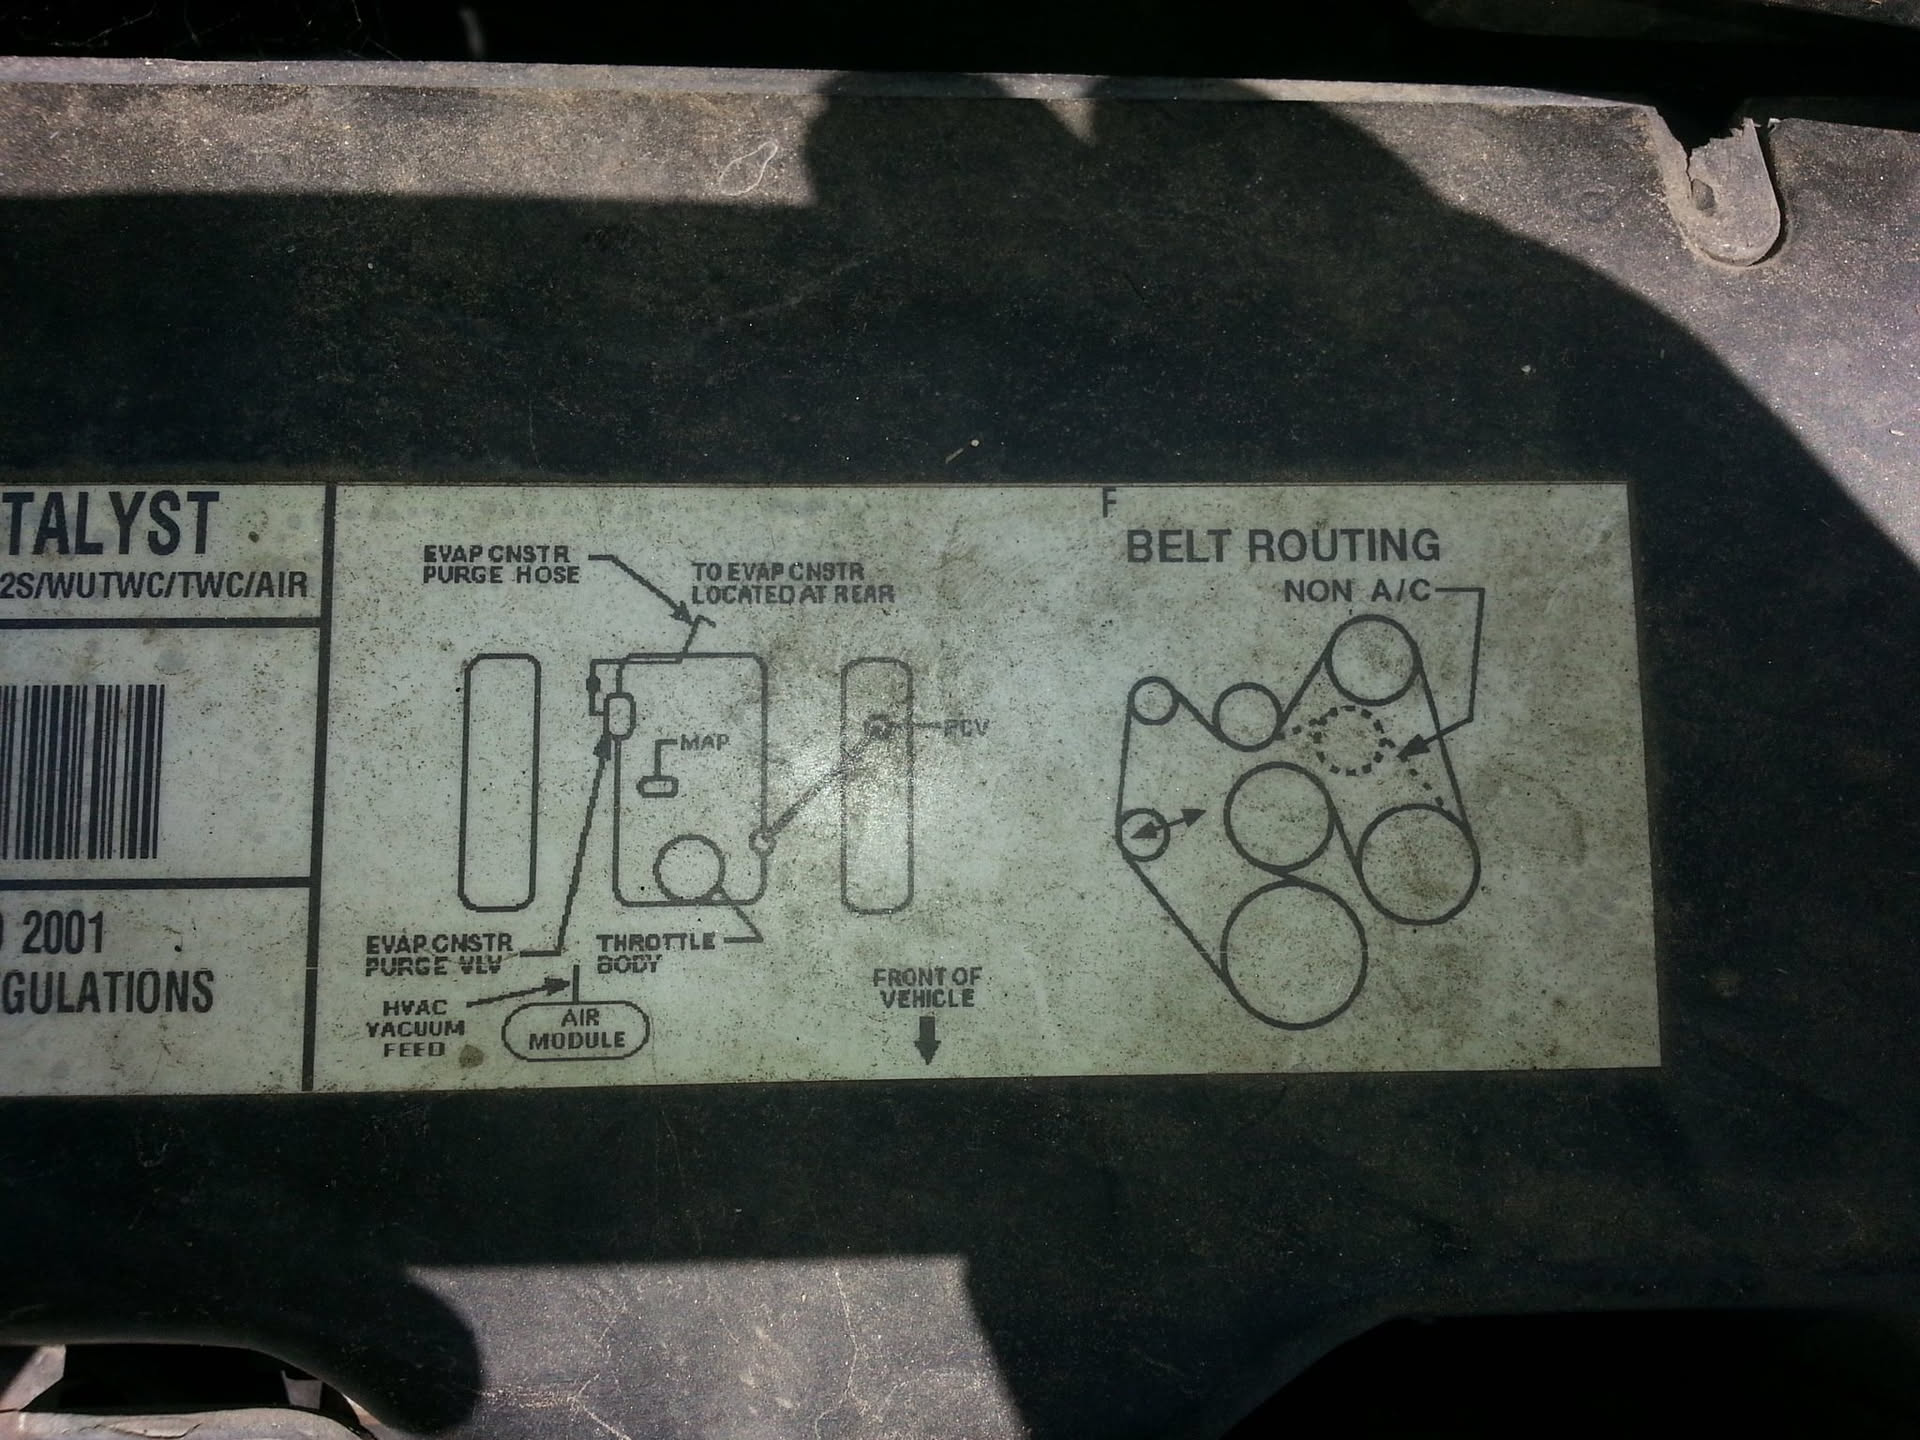 TALYST
2S/WUTWC/TWC/AIR
2001
GULATIONS
EVAP CNSTR
PURGE HOSE
TO EVAP CNSTR
LOCATED AT REAR
MAP
PCV
EVAP CNSTR
PURGE VLV
THROTTLE
BODY
HVAC
VACUUM
FEED
AIR
MODULE
FRONT OF
VEHICLE
F
BELT ROUTING
NON A/C